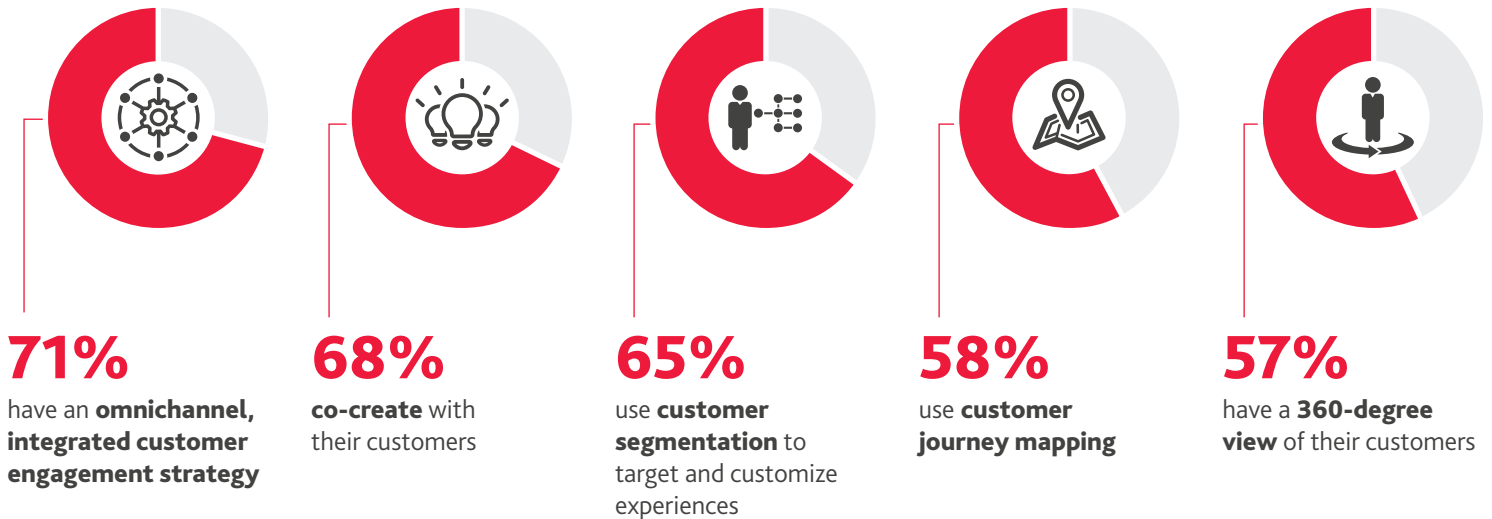 71%
have an omnichannel,
integrated customer
engagement strategy
68%
co-create with
their customers
65%
use customer
segmentation to
target and customize
experiences
58%
use customer
journey mapping
57%
have a 360-degree
view of their customers